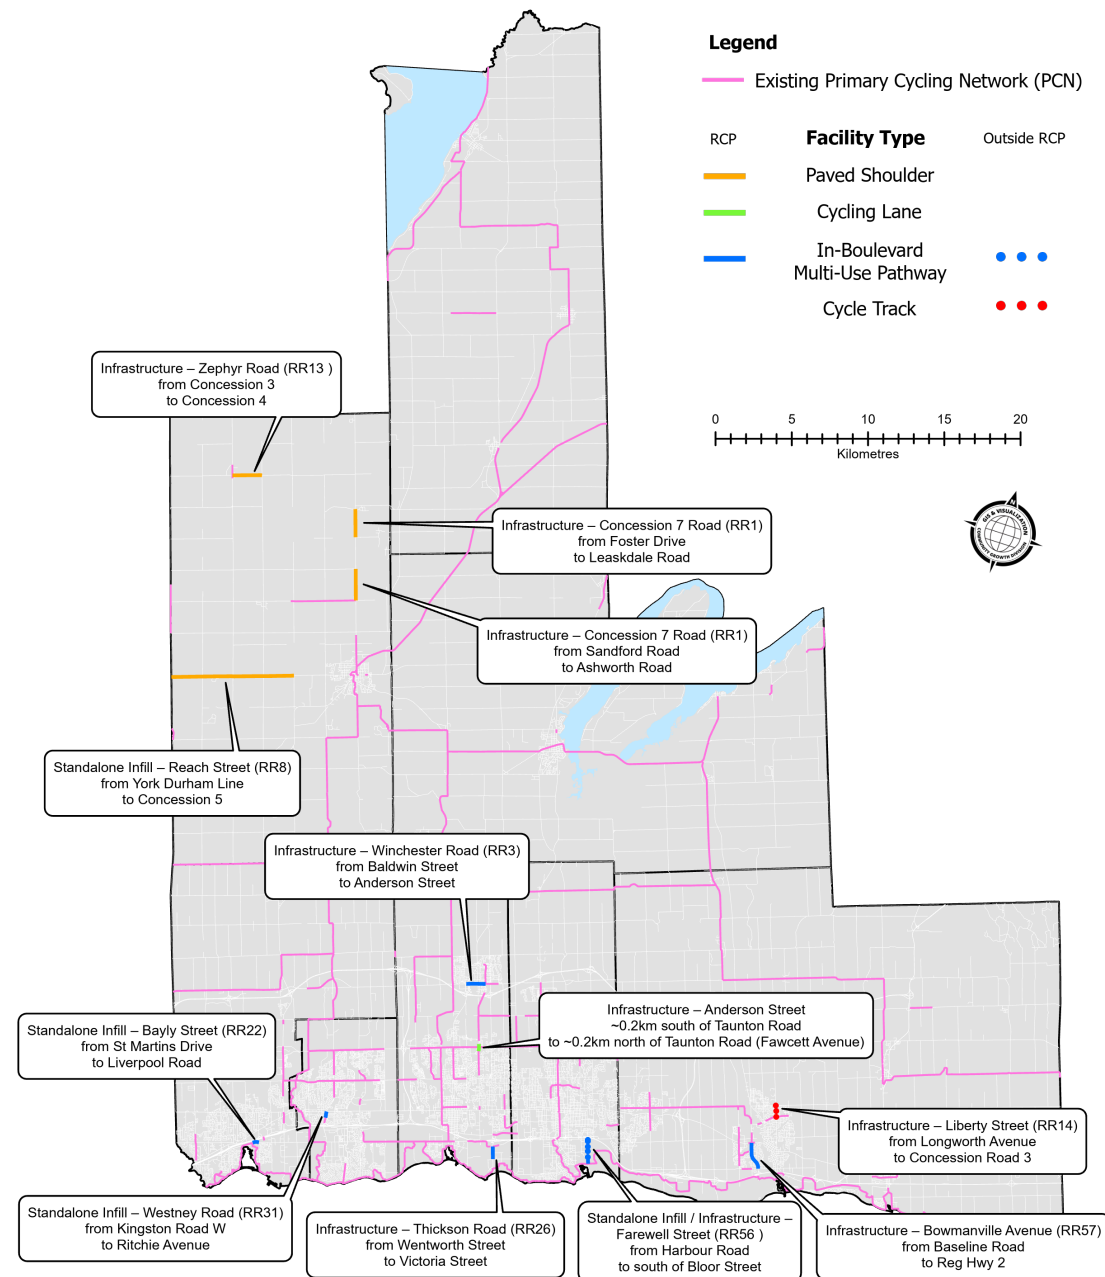 Legend
Existing Primary Cycling Network (PCN)
RCP
Facility Type
Outside RCP
Paved Shoulder
Cycling Lane
In-Boulevard
Multi-Use Pathway
Cycle Track
0 5 10 15 20
Kilometres
N
GIS & VISUALIZATION
COMMUNITY GROWTH DIVISION
Infrastructure – Zephyr Road (RR13 )
from Concession 3
to Concession 4
Infrastructure – Concession 7 Road (RR1)
from Foster Drive
to Leaskdale Road
Infrastructure – Concession 7 Road (RR1)
from Sandford Road
to Ashworth Road
Standalone Infill – Reach Street (RR8)
from York Durham Line
to Concession 5
Infrastructure – Winchester Road (RR3)
from Baldwin Street
to Anderson Street
Infrastructure – Anderson Street
~0.2km south of Taunton Road
to ~0.2km north of Taunton Road (Fawcett Avenue)
Standalone Infill – Bayly Street (RR22)
from St Martins Drive
to Liverpool Road
Infrastructure – Liberty Street (RR14)
from Longworth Avenue
to Concession Road 3
Standalone Infill – Westney Road (RR31)
from Kingston Road W
to Ritchie Avenue
Infrastructure – Thickson Road (RR26)
from Wentworth Street
to Victoria Street
Standalone Infill / Infrastructure –
Farewell Street (RR56 )
from Harbour Road
to south of Bloor Street
Infrastructure – Bowmanville Avenue (RR57)
from Baseline Road
to Reg Hwy 2